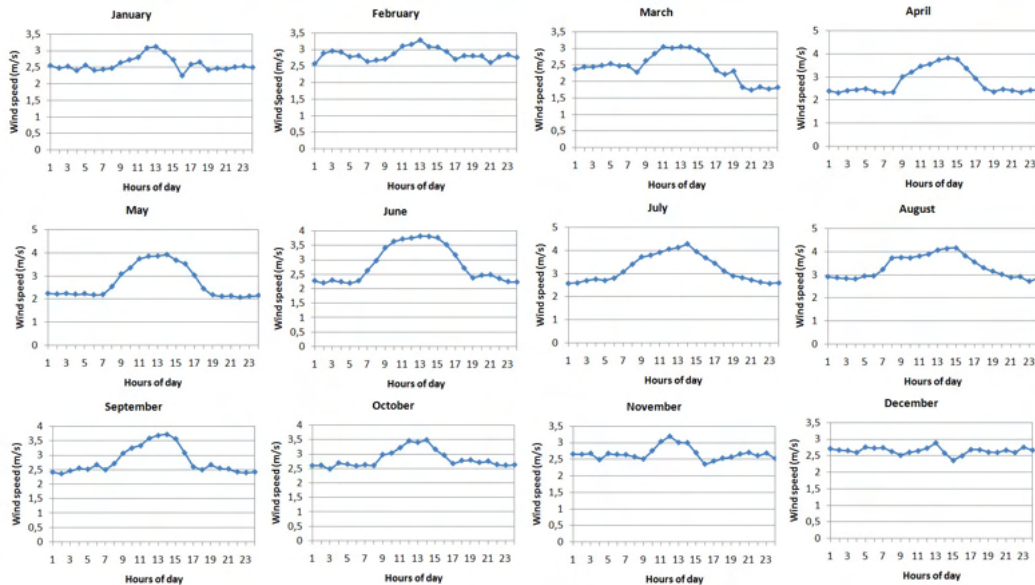 January
Wind speed (m/s)
3,5
3
2,5
2
1,5
1
0,5
0
1 3 5 7 9 11 13 15 17 19 21 23
Hours of day
February
Wind speed (m/s)
3,5
3
2,5
2
1,5
1
0,5
0
1 3 5 7 9 11 13 15 17 19 21 23
Hours of day
March
Wind speed (m/s)
3,5
3
2,5
2
1,5
1
0,5
0
1 3 5 7 9 11 13 15 17 19 21 23
Hours of day
April
Wind speed (m/s)
5
4
3
2
1
0
1 3 5 7 9 11 13 15 17 19 21 23
Hours of day
May
Wind speed (m/s)
5
4
3
2
1
0
1 3 5 7 9 11 13 15 17 19 21 23
Hours of day
June
Wind speed (m/s)
4
3,5
3
2,5
2
1,5
1
0,5
0
1 3 5 7 9 11 13 15 17 19 21 23
Hours of day
July
Wind speed (m/s)
5
4
3
2
1
0
1 3 5 7 9 11 13 15 17 19 21 23
Hours of day
August
Wind speed (m/s)
5
4
3
2
1
0
1 3 5 7 9 11 13 15 17 19 21 23
Hours of day
September
Wind speed (m/s)
4
3,5
3
2,5
2
1,5
1
0,5
0
1 3 5 7 9 11 13 15 17 19 21 23
Hours of day
October
Wind speed (m/s)
4
3,5
3
2,5
2
1,5
1
0,5
0
1 3 5 7 9 11 13 15 17 19 21 23
Hours of day
November
Wind speed (m/s)
3,5
3
2,5
2
1,5
1
0,5
0
1 3 5 7 9 11 13 15 17 19 21 23
Hours of day
December
Wind speed (m/s)
3,5
3
2,5
2
1,5
1
0,5
0
1 3 5 7 9 11 13 15 17 19 21 23
Hours of day